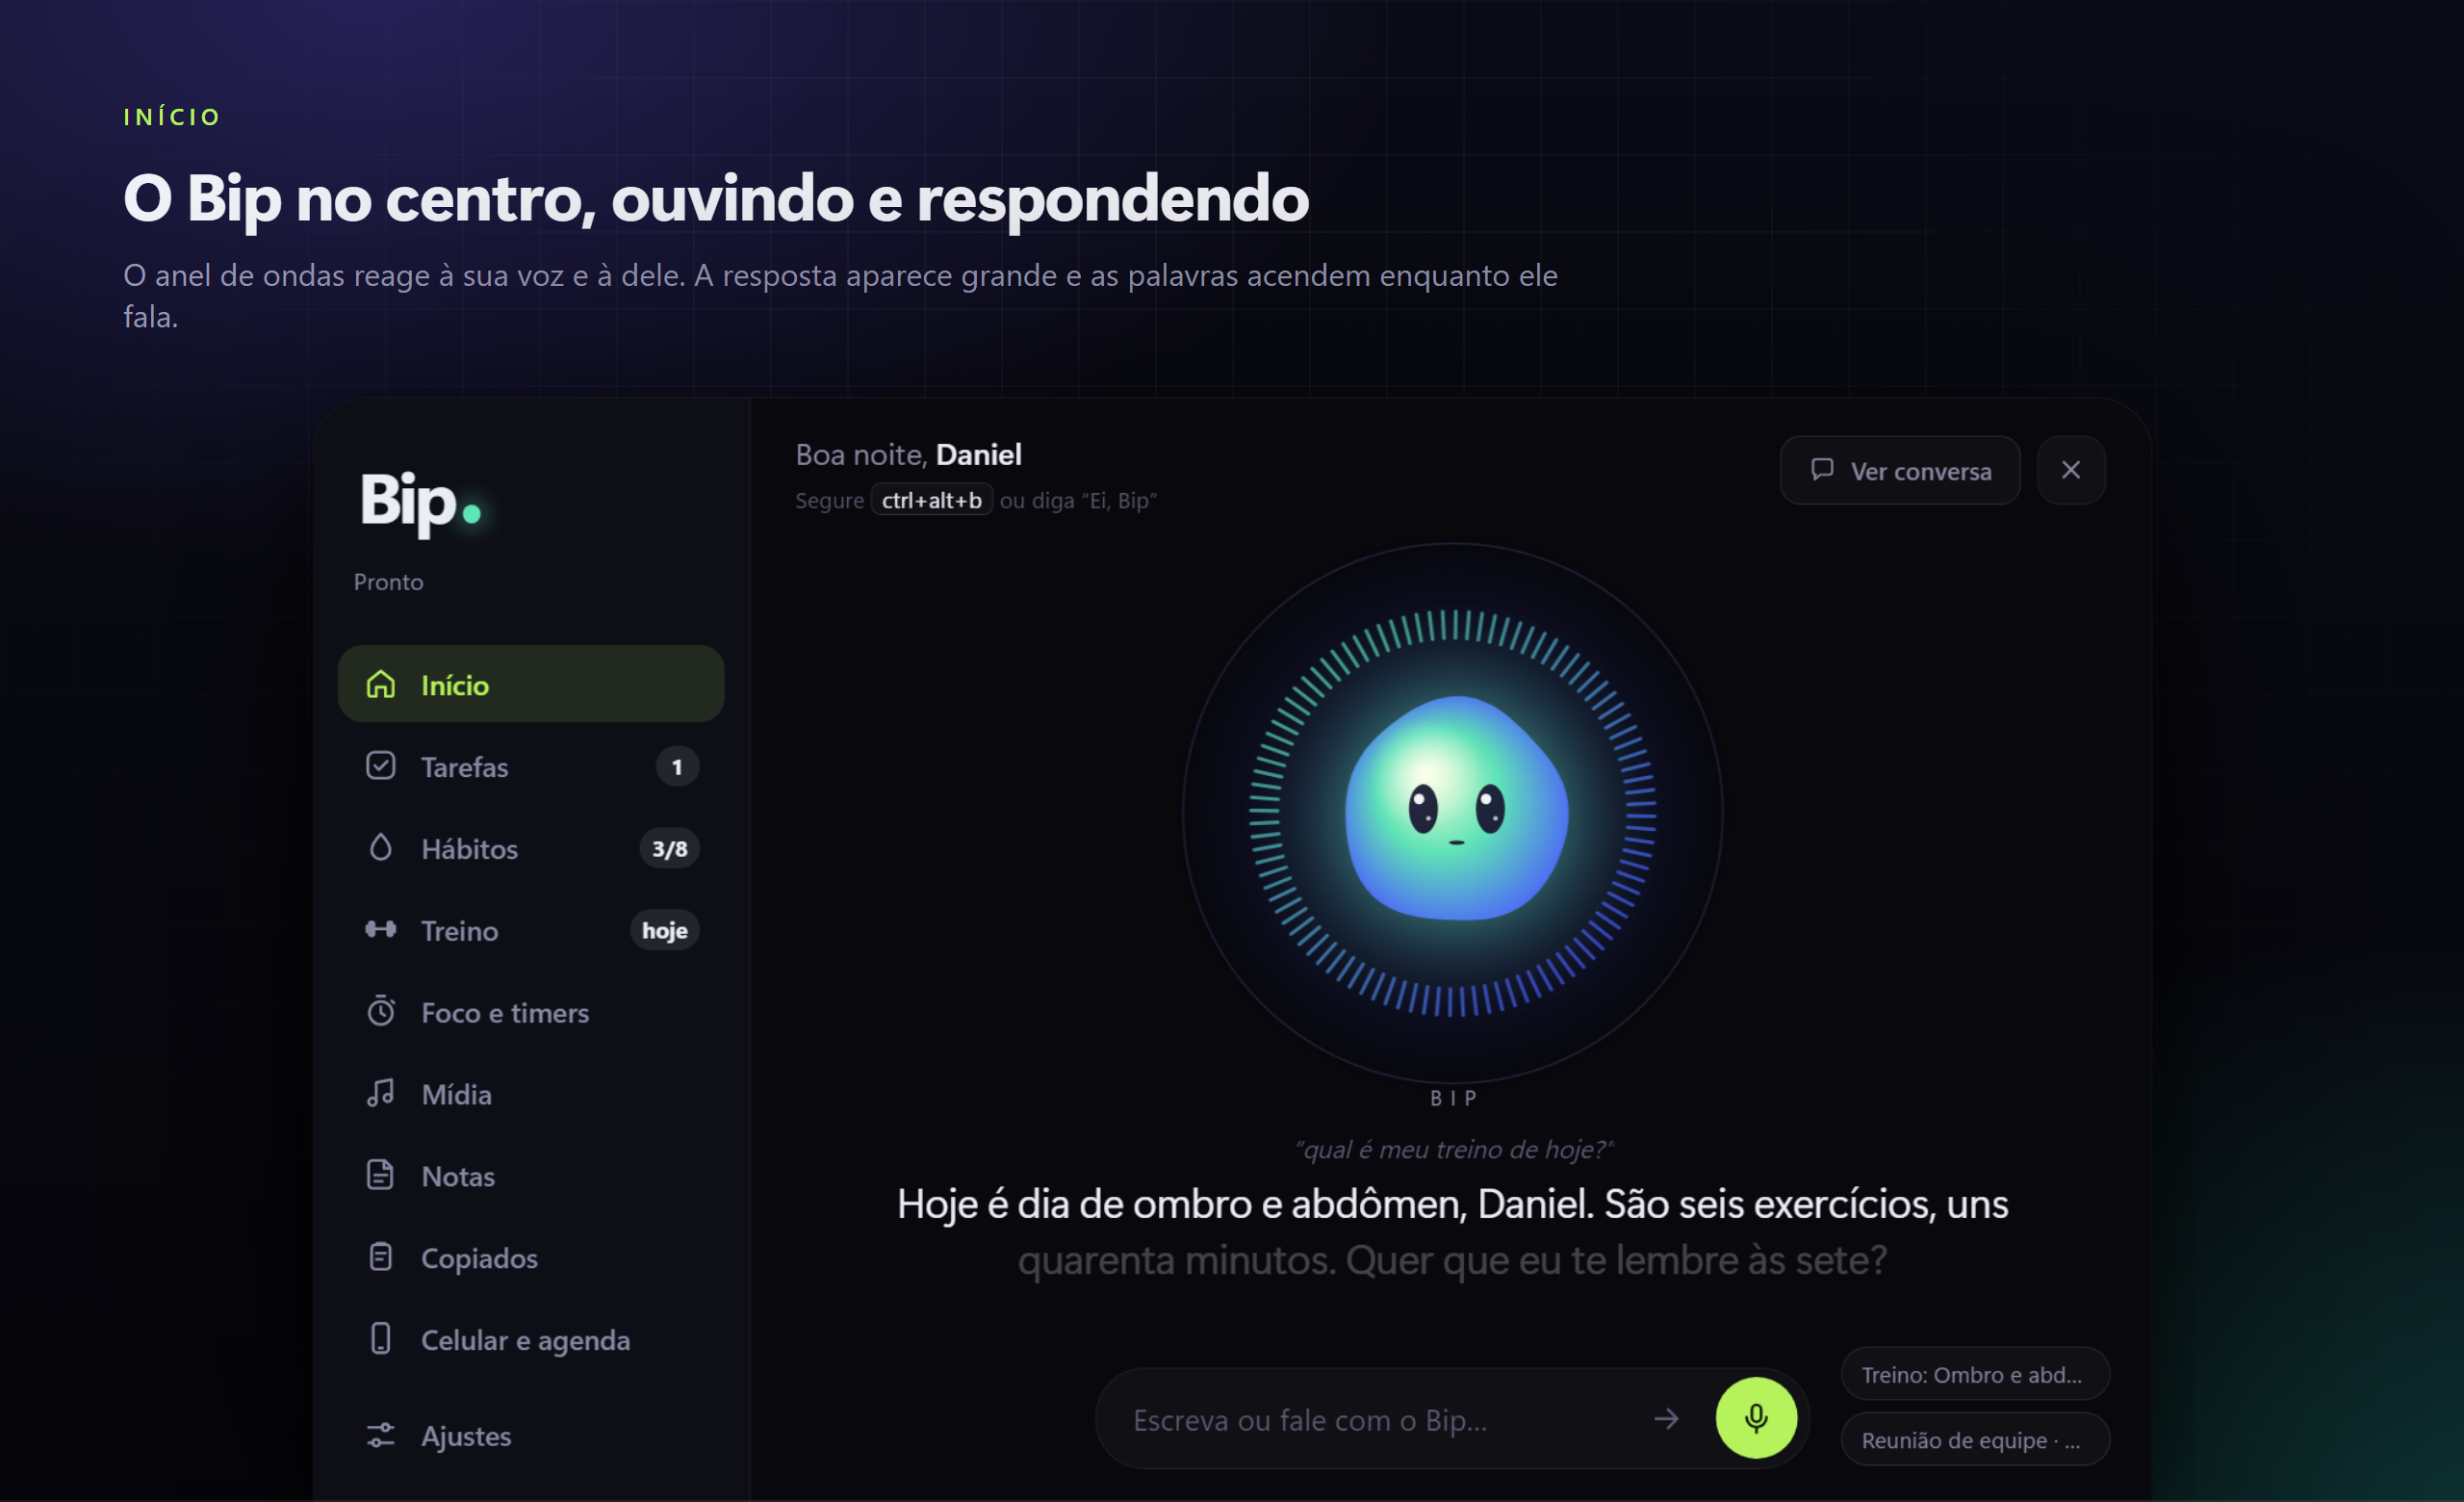 INÍCIO
O Bip no centro, ouvindo e respondendo
O anel de ondas reage à sua voz e à dele. A resposta aparece grande e as palavras acendem enquanto ele
fala.
Bip.
Pronto
Início
Tarefas 1
Hábitos 3/8
Treino hoje
Foco e timers
Mídia
Notas
Copiados
Celular e agenda
Ajustes
Boa noite, Daniel
Segure ctrl+alt+b ou diga “Ei, Bip”
Ver conversa
BIP
“qual é meu treino de hoje?”
Hoje é dia de ombro e abdômen, Daniel. São seis exercícios, uns
quarenta minutos. Quer que eu te lembre às sete?
Escreva ou fale com o Bip...
Treino: Ombro e abd...
Reunião de equipe · ...